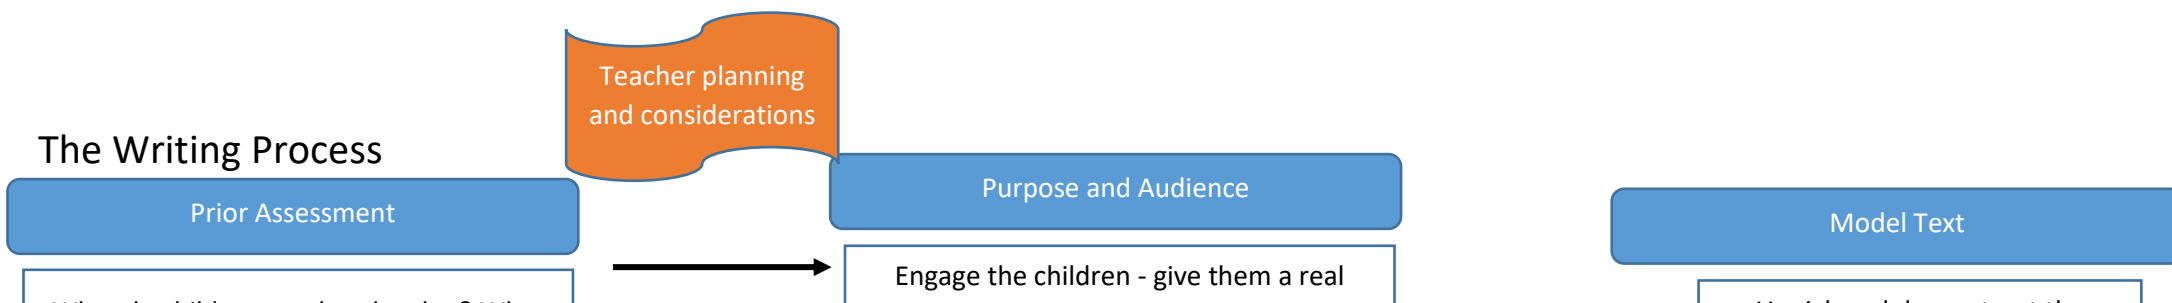 Teacher planning
and considerations
The Writing Process
Prior Assessment
Purpose and Audience
Model Text
Engage the children - give them a real